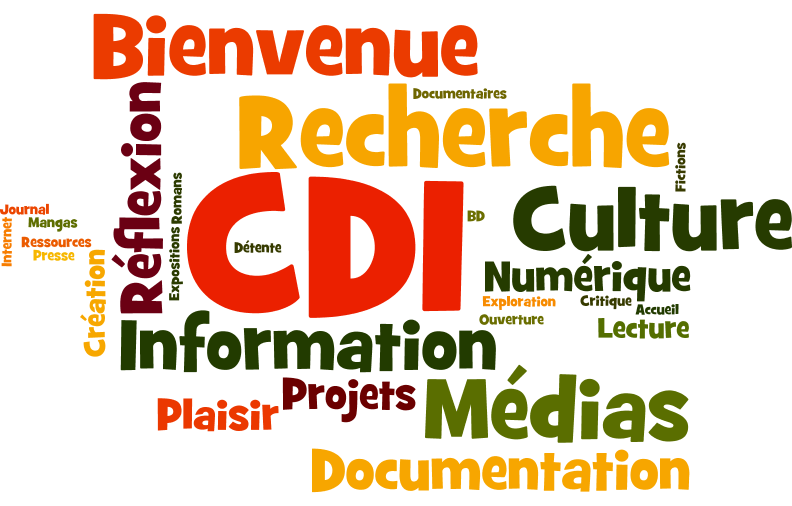 Bienvenue
Documentaires
Recherche
Réflexion
Fictions
Romans
CDI
Culture
Journal
Mangas
BD
Internet
Ressources
Détente
Expositions
Presse
Numérique
Création
Exploration
Critique
Accueil
Ouverture
Lecture
Information
Projets
Médias
Plaisir
Documentation